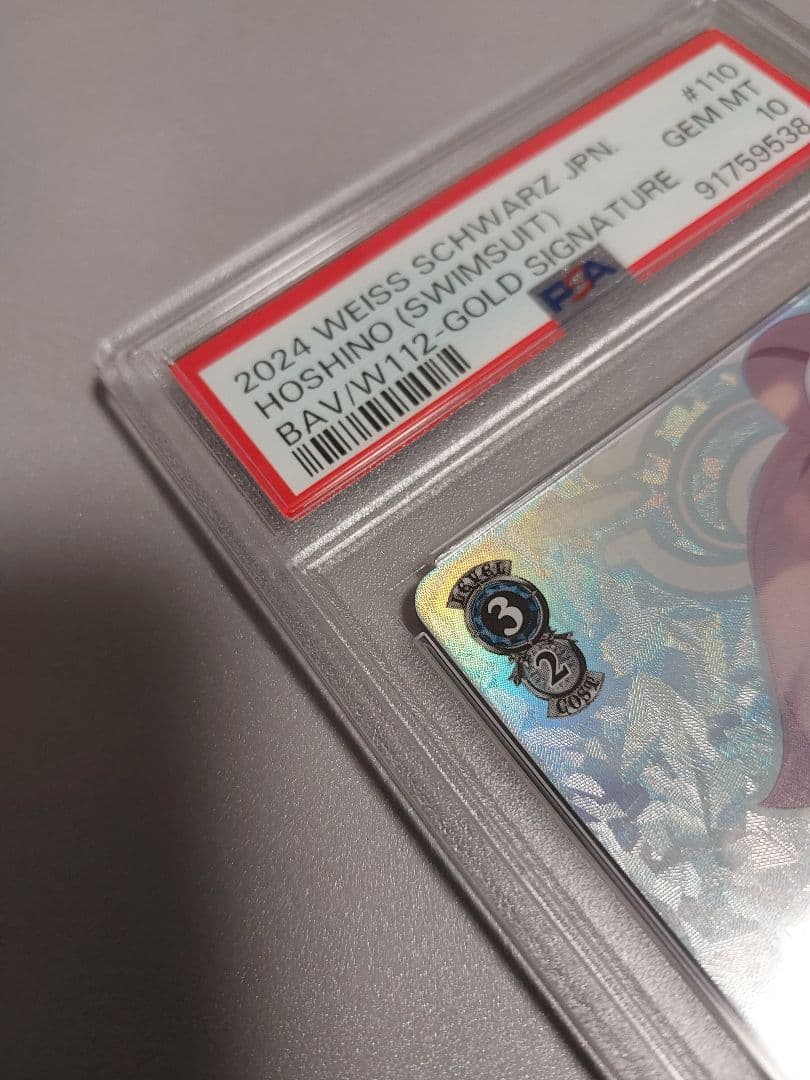 2024 WEISS SCHWARZ JPN. #110
HOSHINO (SWIMSUIT) GEM MT
BAV/W112-GOLD SIGNATURE 10
91759538
PSA
LEVEL
3
2
COST